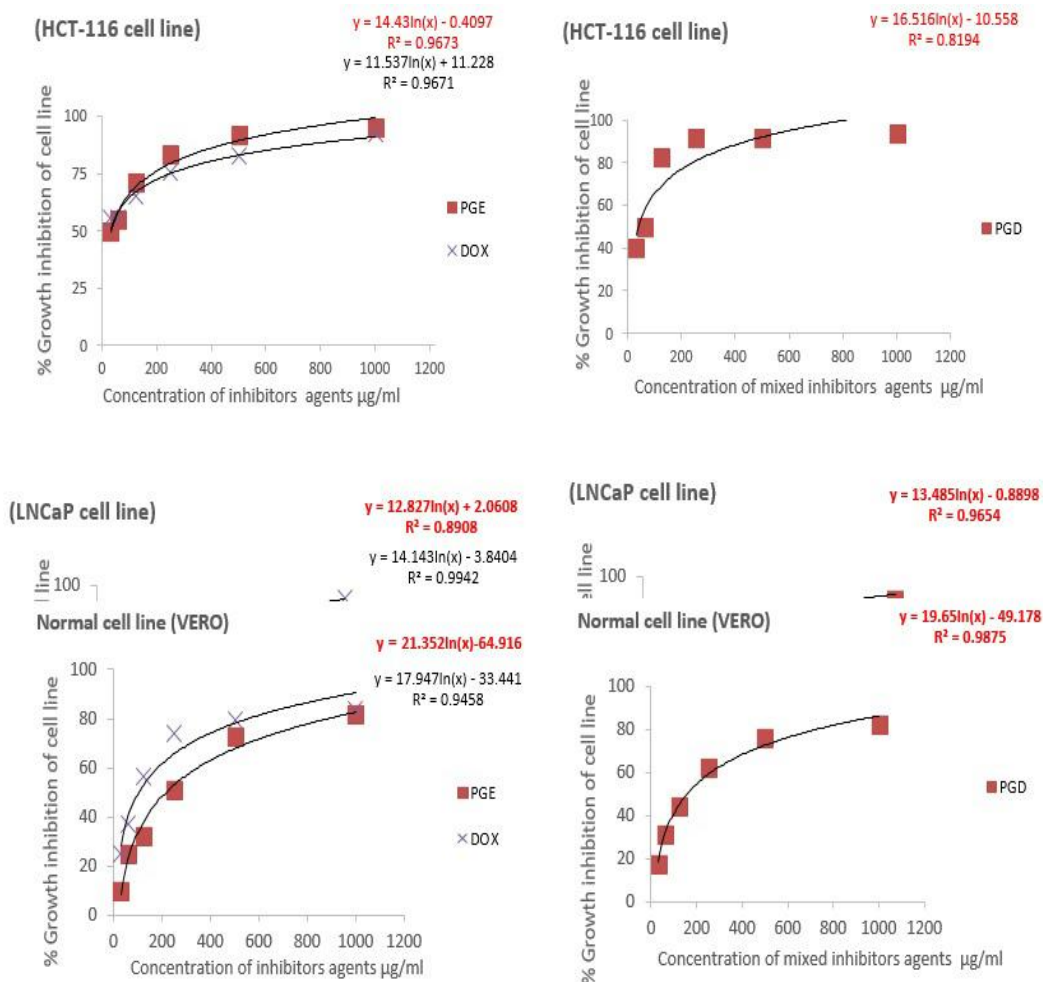 (HCT-116 cell line)
y = 14.43ln(x) - 0.4097
R² = 0.9673
y = 11.537ln(x) + 11.228
R² = 0.9671
% Growth inhibition of cell line
100
75
50
25
0
0 200 400 600 800 1000 1200
Concentration of inhibitors agents µg/ml
PGE
DOX
(HCT-116 cell line)
y = 16.516ln(x) - 10.558
R² = 0.8194
% Growth inhibition of cell line
100
80
60
40
20
0
0 200 400 600 800 1000 1200
Concentration of mixed inhibitors agents µg/ml
PGD
(LNCaP cell line)
y = 12.827ln(x) + 2.0608
R² = 0.8908
y = 14.143ln(x) - 3.8404
R² = 0.9942
line
100
(LNCaP cell line)
y = 13.485ln(x) - 0.8898
R² = 0.9654
cell line
100
Normal cell line (VERO)
y = 21.352ln(x)-64.916
y = 17.947ln(x) - 33.441
R² = 0.9458
% Growth inhibition of cell line
100
80
60
40
20
0
0 200 400 600 800 1000 1200
Concentration of inhibitors agents µg/ml
PGE
DOX
Normal cell line (VERO)
y = 19.65ln(x) - 49.178
R² = 0.9875
% Growth inhibition of cell line
100
80
60
40
20
0
0 200 400 600 800 1000 1200
Concentration of mixed inhibitors agents µg/ml
PGD